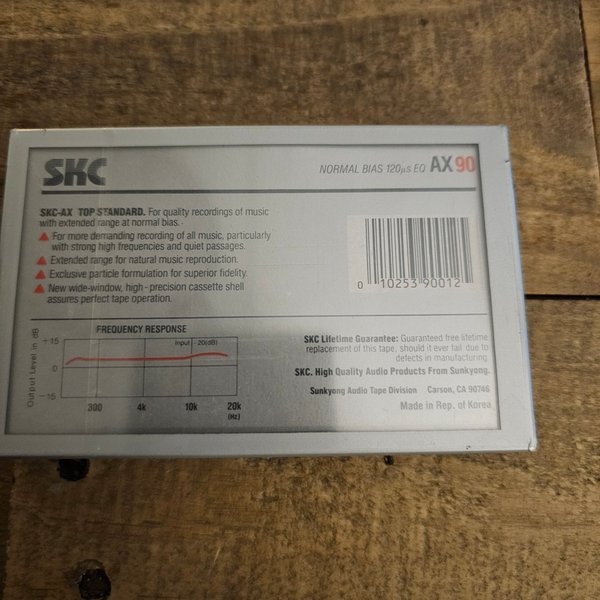 SKC
NORMAL BIAS 120µs EQ AX90
SKC-AX TOP STANDARD. For quality recordings of music
with extended range at normal bias.
For more demanding recording of all music, particularly
with strong high frequencies and quiet passages.
Extended range for natural music reproduction.
Exclusive particle formulation for superior fidelity.
New wide-window, high-precision cassette shell
assures perfect tape operation.
0 10253 90012
FREQUENCY RESPONSE
Output Level in dB
+15
0
-15
Input -20(dB)
300 4k 10k 20k
(Hz)
SKC Lifetime Guarantee: Guaranteed free lifetime
replacement of this tape, should it ever fail due to
defects in manufacturing.
SKC. High Quality Audio Products From Sunkyong.
Sunkyong Audio Tape Division Carson, CA 90746
Made in Rep. of Korea